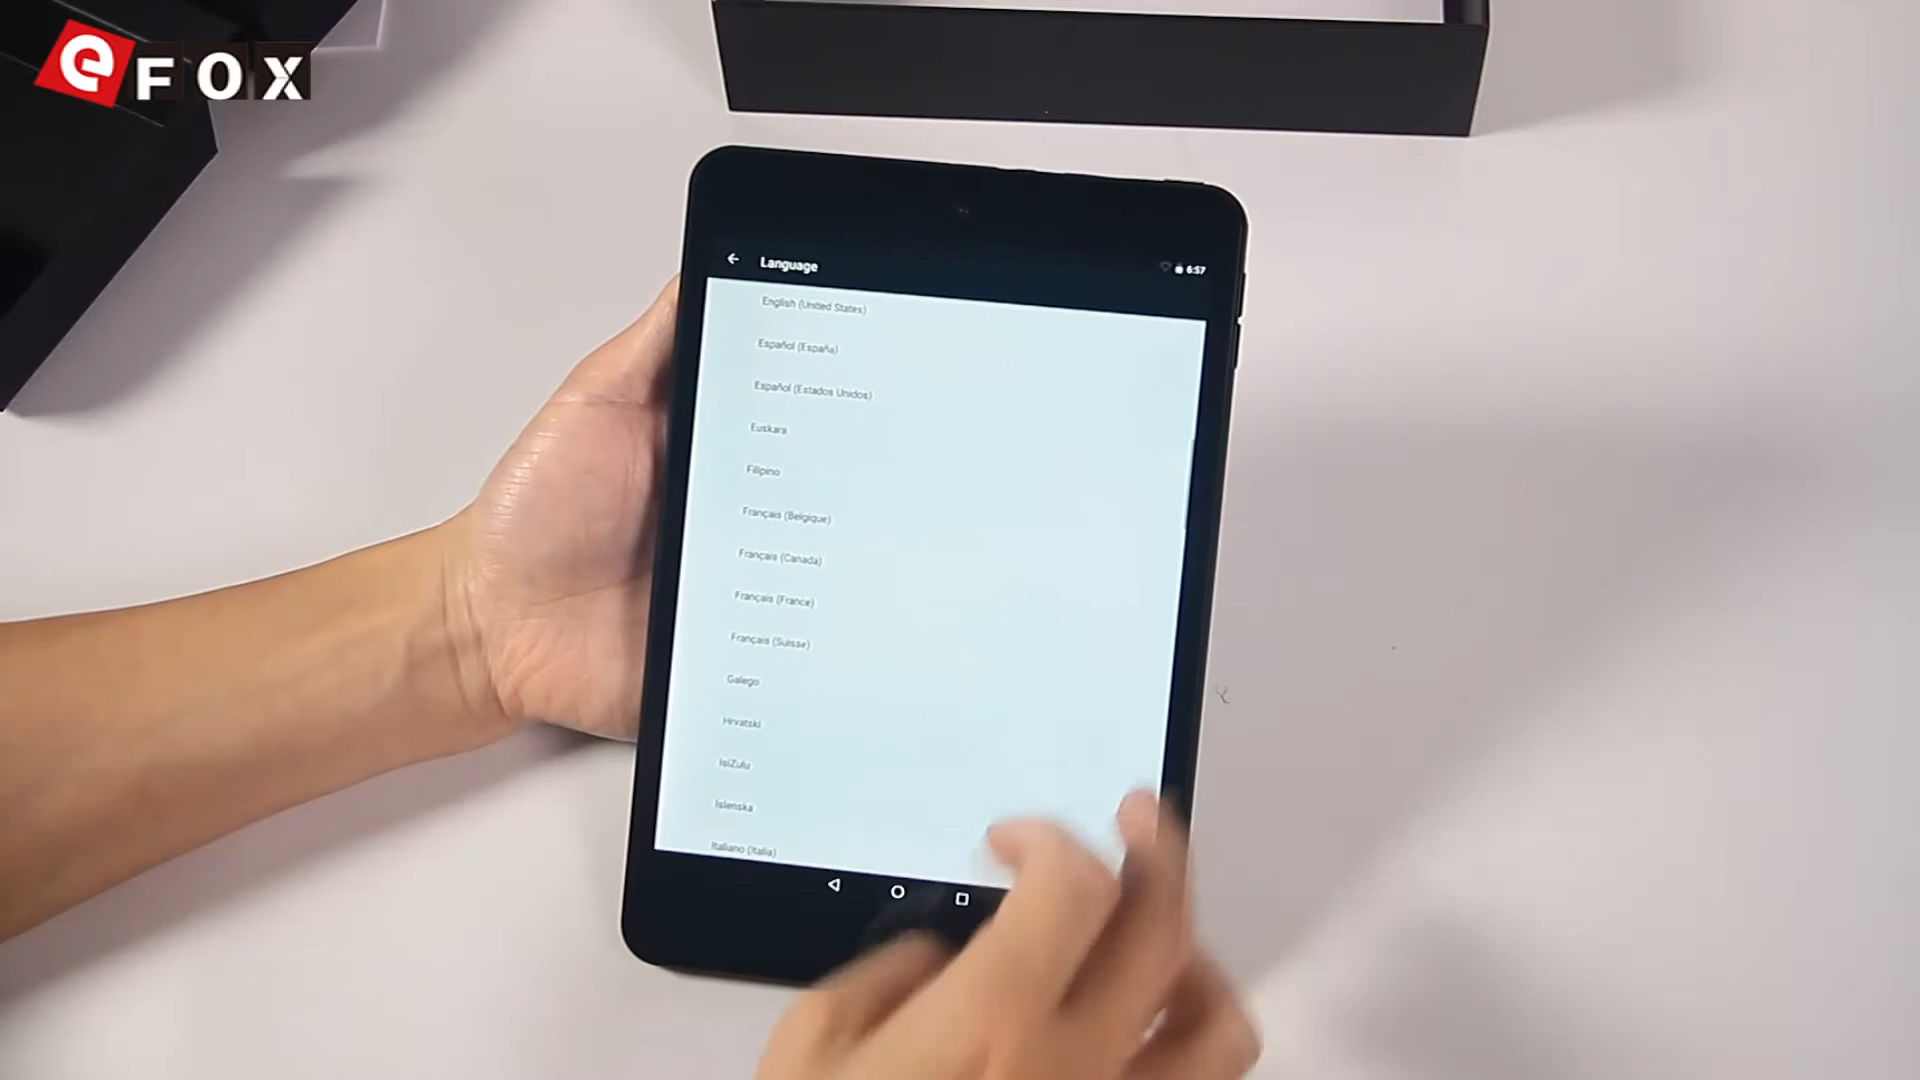 eFOX
Language
6:57
English (United States)
Español (España)
Español (Estados Unidos)
Euskara
Filipino
Français (Belgique)
Français (Canada)
Français (France)
Français (Suisse)
Galego
Hrvatski
IsiZulu
Íslenska
Italiano (Italia)